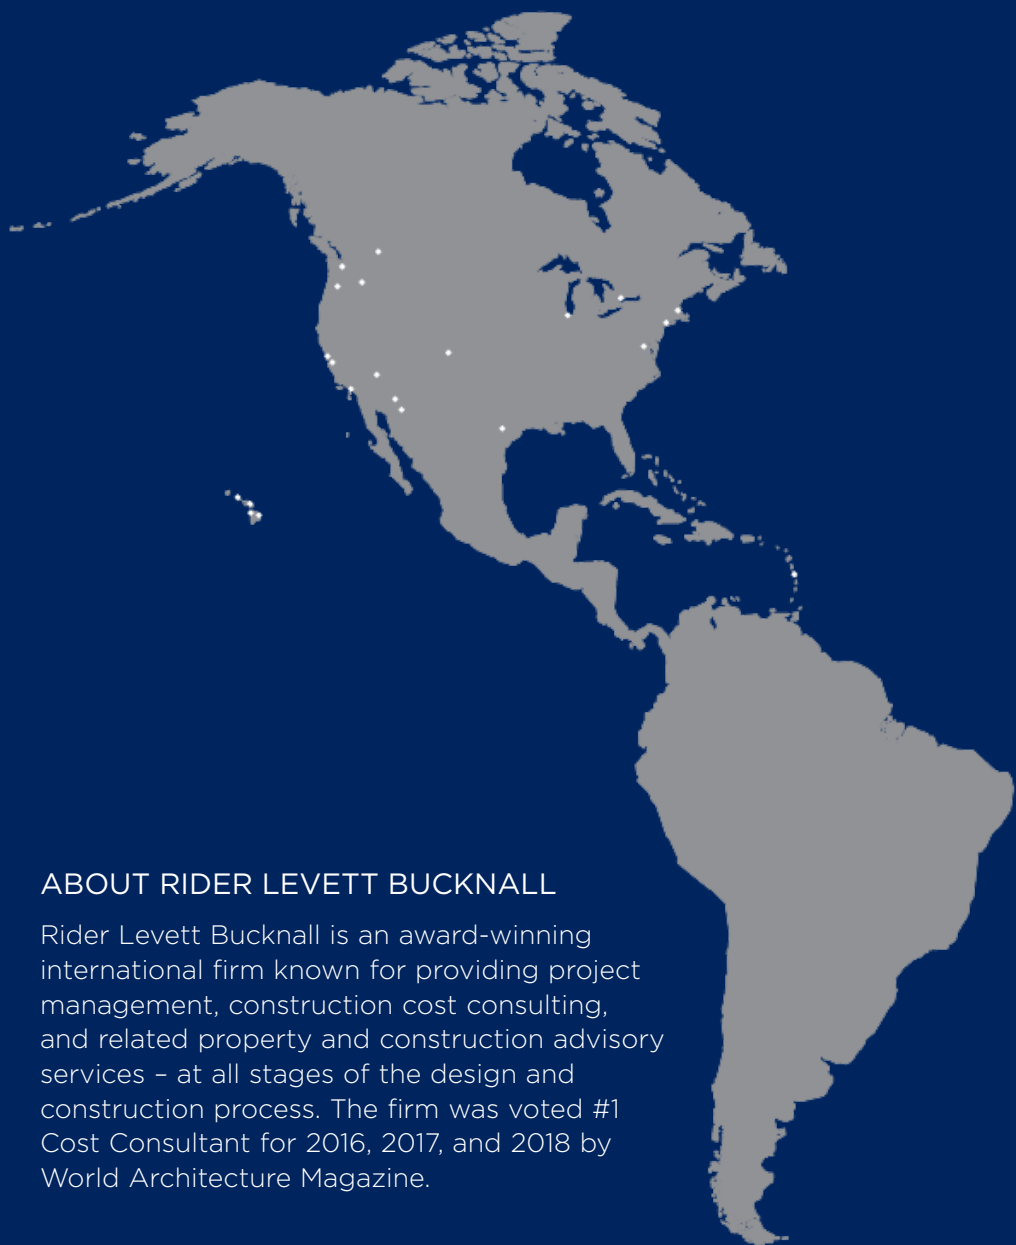 ABOUT RIDER LEVETT BUCKNALL
Rider Levett Bucknall is an award-winning
international firm known for providing project
management, construction cost consulting,
and related property and construction advisory
services – at all stages of the design and
construction process. The firm was voted #1
Cost Consultant for 2016, 2017, and 2018 by
World Architecture Magazine.